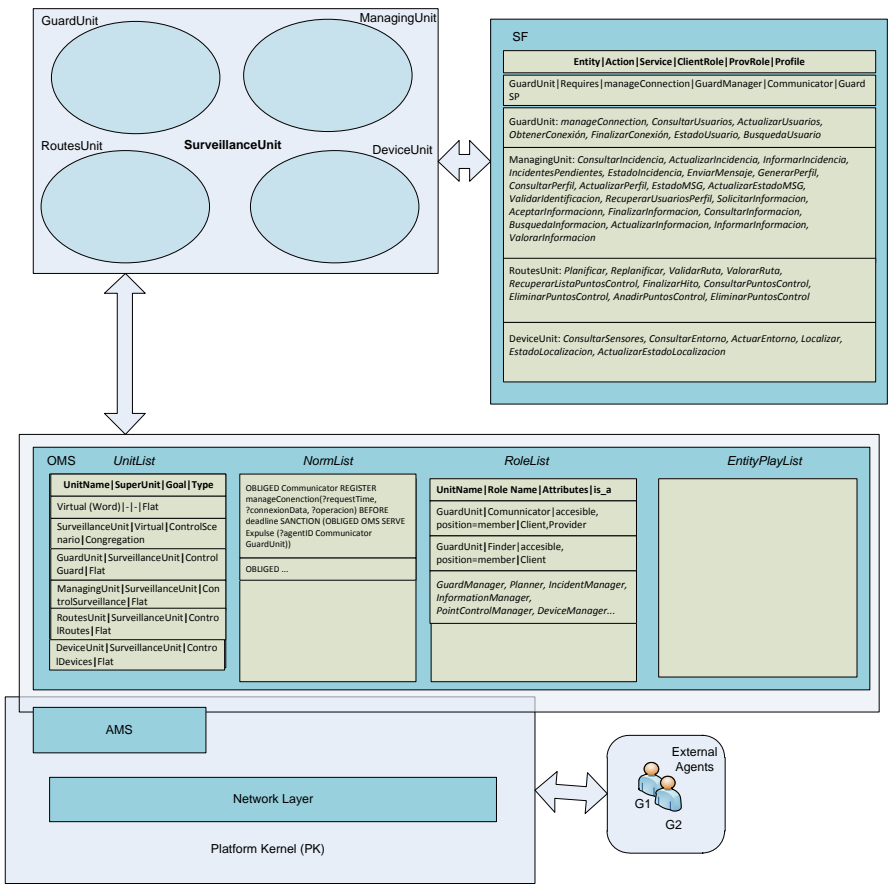 GuardUnit
ManagingUnit
RoutesUnit
SurveillanceUnit
DeviceUnit
SF
Entity|Action|Service|ClientRole|ProvRole|Profile
GuardUnit|Requires|manageConnection|GuardManager|Communicator|Guard
SP
GuardUnit: manageConnection, ConsultarUsuarios, ActualizarUsuarios,
ObtenerConexión, FinalizarConexión, EstadoUsuario, BusquedaUsuario
ManagingUnit: ConsultarIncidencia, ActualizarIncidencia, InformarIncidencia,
IncidentesPendientes, EstadoIncidencia, EnviarMensaje, GenerarPerfil,
ConsultarPerfil, ActualizarPerfil, EstadoMSG, ActualizarEstadoMSG,
ValidarIdentificacion, RecuperarUsuariosPerfil, SolicitarInformacion,
AceptarInformacionn, FinalizarInformacion, ConsultarInformacion,
BusquedaInformacion, ActualizarInformacion, InformarInformacion,
ValorarInformacion
RoutesUnit: Planificar, Replanificar, ValidarRuta, ValorarRuta,
RecuperarListaPuntosControl, FinalizarHito, ConsultarPuntosControl,
EliminarPuntosControl, AnadirPuntosControl, EliminarPuntosControl
DeviceUnit: ConsultarSensores, ConsultarEntorno, ActuarEntorno, Localizar,
EstadoLocalizacion, ActualizarEstadoLocalizacion
OMS
UnitList
NormList
RoleList
EntityPlayList
UnitName|SuperUnit|Goal|Type
Virtual (Word)|-|-|Flat
SurveillanceUnit|Virtual|ControlSce
nario|Congregation
GuardUnit|SurveillanceUnit|Control
Guard|Flat
ManagingUnit|SurveillanceUnit|Con
trolSurveillance|Flat
RoutesUnit|SurveillanceUnit|Contro
lRoutes|Flat
DeviceUnit|SurveillanceUnit|Contro
lDevices|Flat
OBLIGED Communicator REGISTER
manageConenction(?requestTime,
?connexionData, ?operacion) BEFORE
deadline SANCTION (OBLIGED OMS SERVE
Expulse (?agentID Communicator
GuardUnit))
OBLIGED ...
UnitName|Role Name|Attributes|is_a
GuardUnit|Comunnicator|accesible,
position=member|Client,Provider
GuardUnit|Finder|accesible,
position=member|Client
GuardManager, Planner, IncidentManager,
InformationManager,
PointControlManager, DeviceManager...
AMS
Network Layer
Platform Kernel (PK)
External
Agents
G1
G2